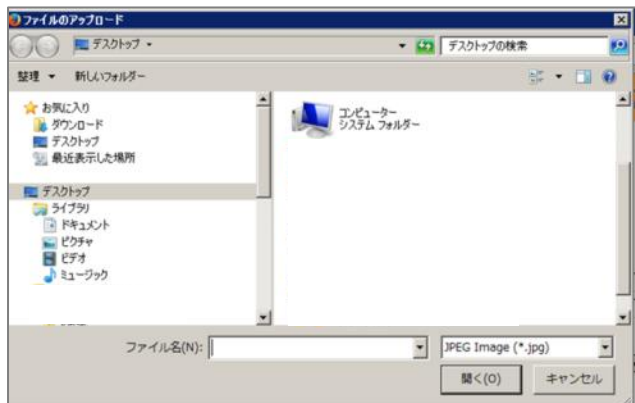 ファイルのアップロード
デスクトップ
デスクトップの検索
整理 新しいフォルダー
お気に入り
ダウンロード
デスクトップ
最近表示した場所
デスクトップ
ライブラリ
ドキュメント
ピクチャ
ビデオ
ミュージック
コンピューター
システム フォルダー
ファイル名(N):
JPEG Image (*.jpg)
開く(O) キャンセル